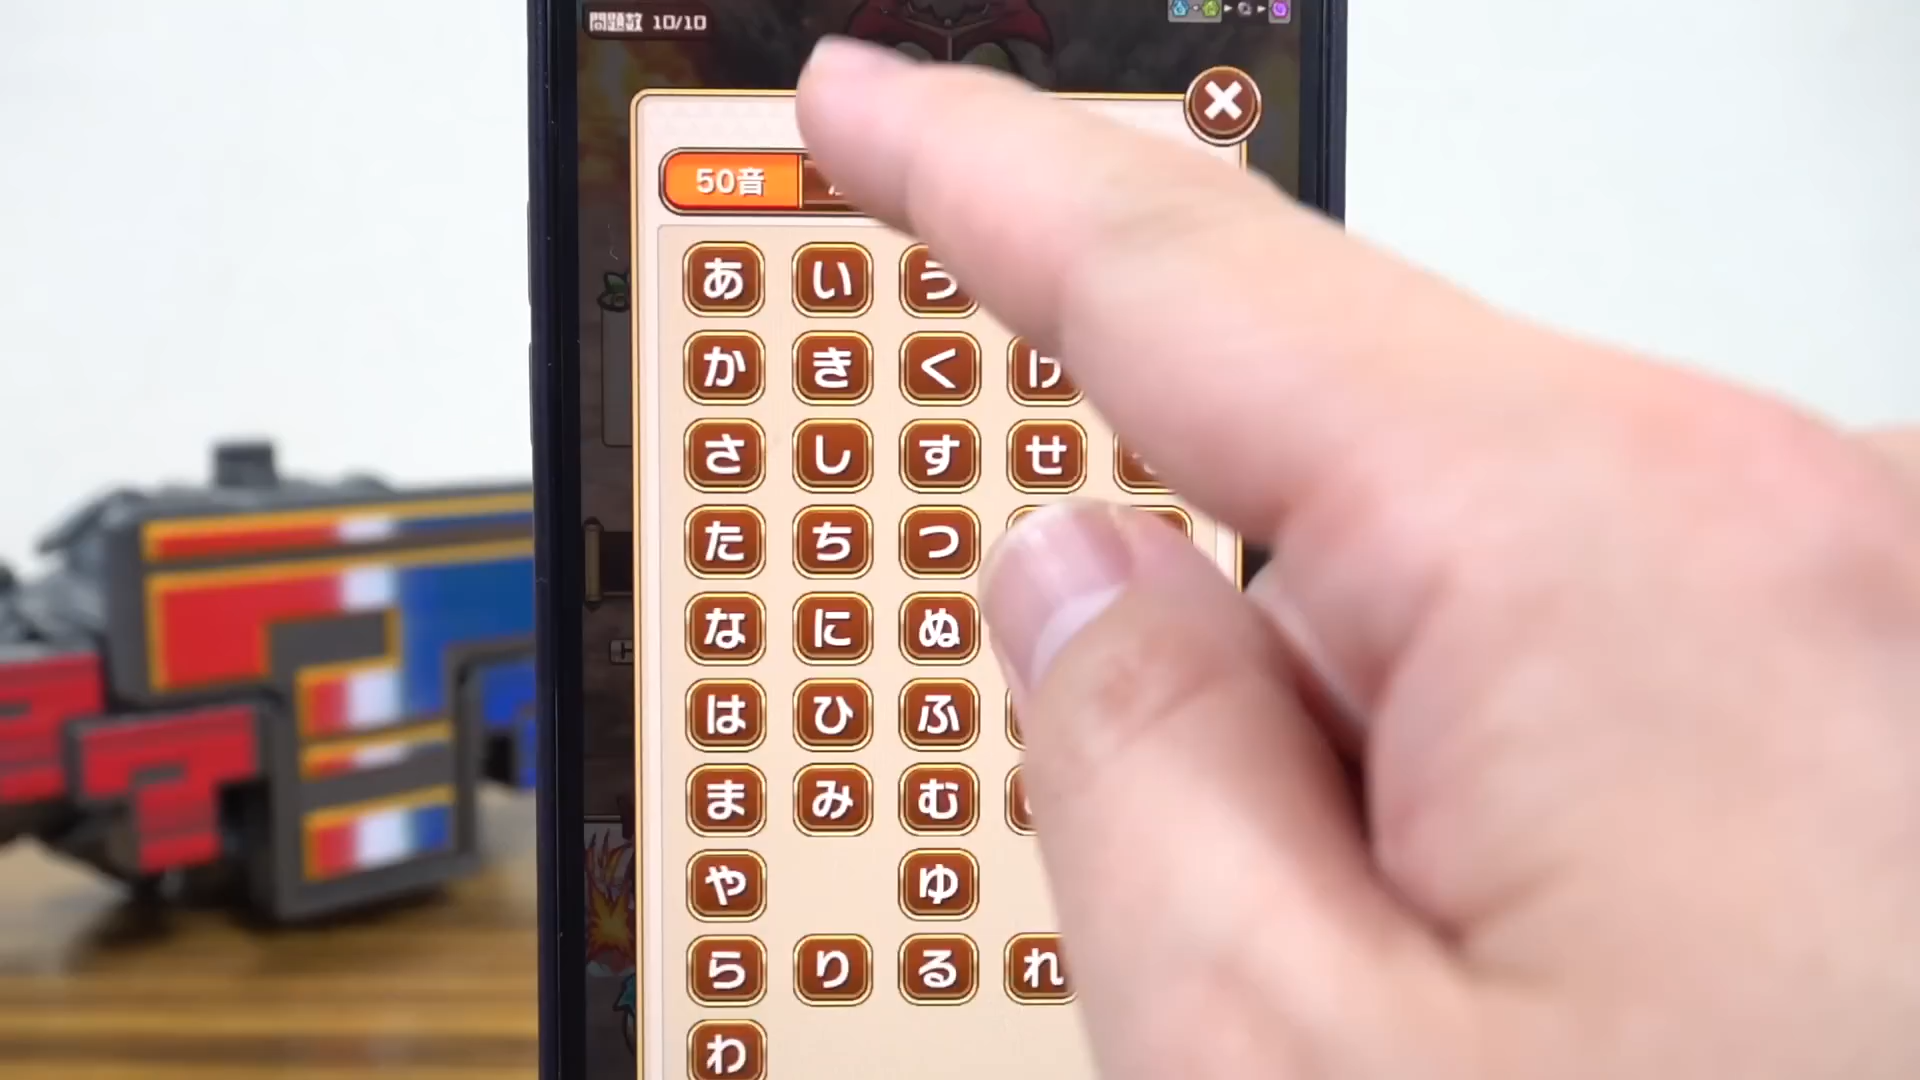 問題数 10/10
50音
あ い う
か き く け
さ し す せ
た ち つ
な に ぬ
は ひ ふ
ま み む
や ゆ
ら り る れ
わ